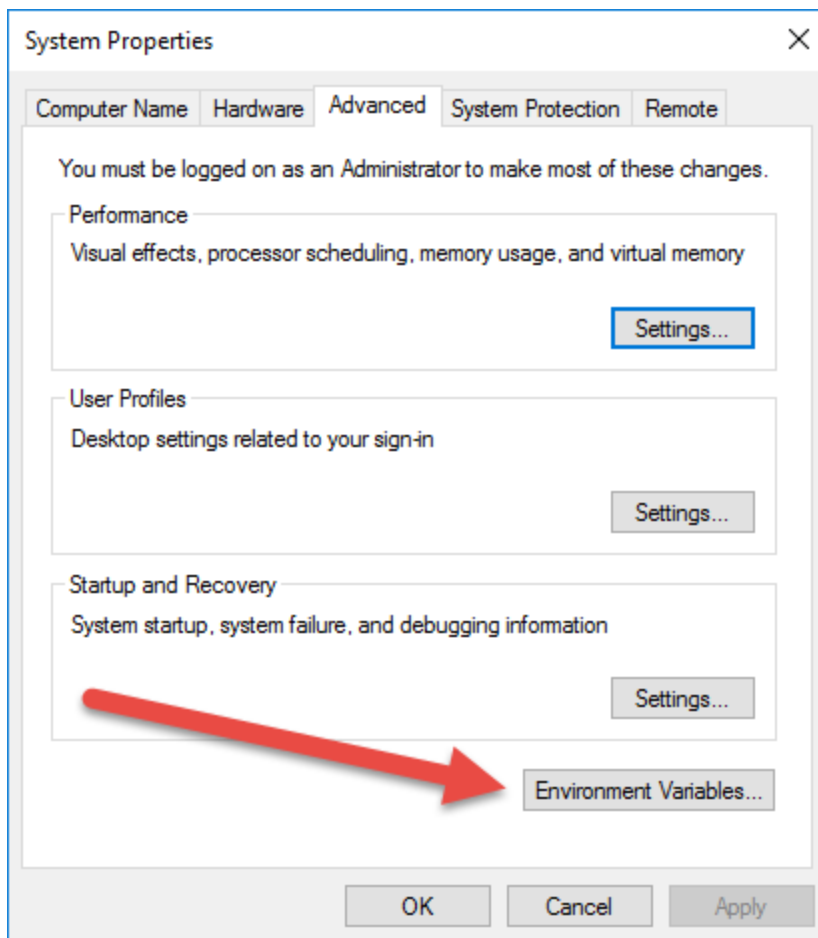 System Properties
Computer Name Hardware Advanced System Protection Remote
You must be logged on as an Administrator to make most of these changes.
Performance
Visual effects, processor scheduling, memory usage, and virtual memory
Settings...
User Profiles
Desktop settings related to your sign-in
Settings...
Startup and Recovery
System startup, system failure, and debugging information
Settings...
Environment Variables...
OK Cancel Apply